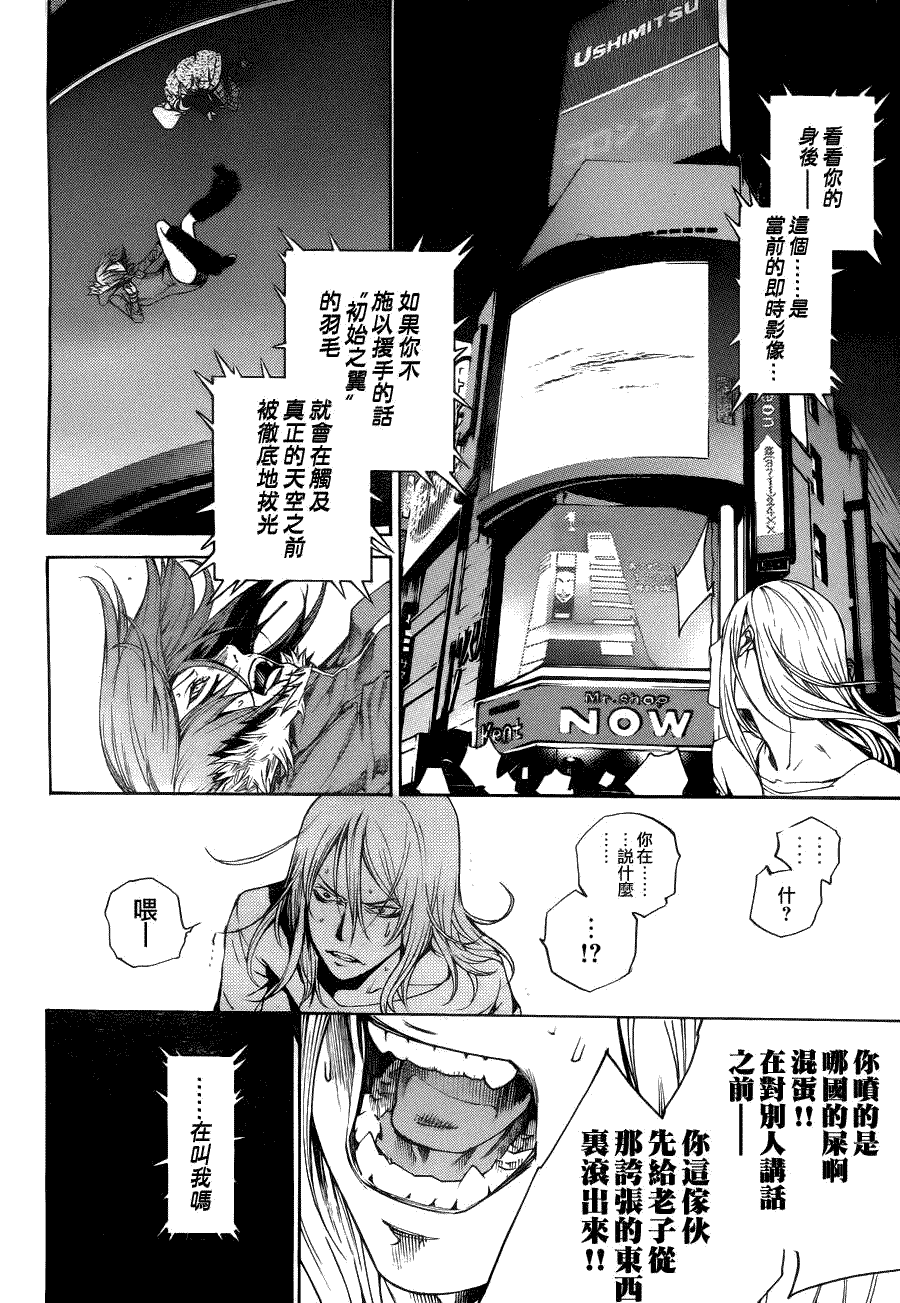 USHIMITSU
看看你的
身後——
這個……是
當前的即時影像…
如果你不
施以援手的話
"初始之翼"
的羽毛
就會在觸及
真正的天空之前
被徹底地拔光
Mr.shop
NOW
Kent
……
什?
你在……
…說什麼
……
…
!?
喂—
你噴的是
哪國的屎啊
混蛋!!
在對別人講話
之前——
你這傢伙
先給老子從
那誇張的東西
裏滾出來!!
……
在叫我嗎